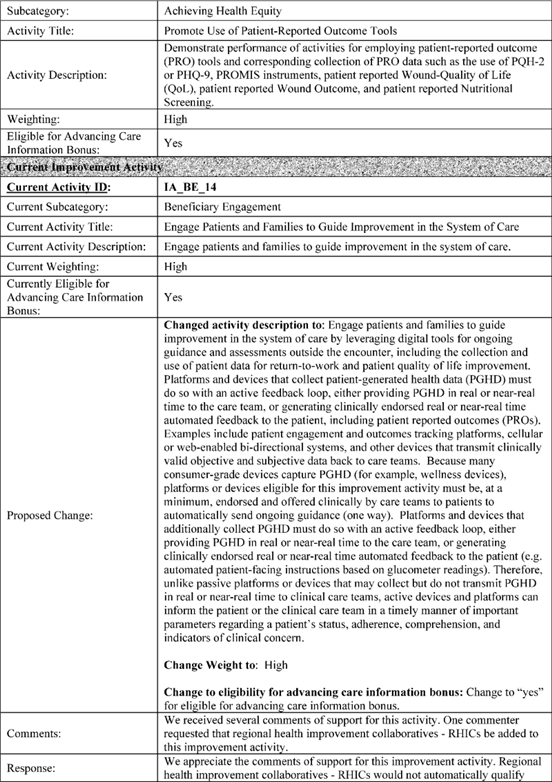 Subcategory: Achieving Health Equity
Activity Title: Promote Use of Patient-Reported Outcome Tools
Activity Description: Demonstrate performance of activities for employing patient-reported outcome
(PRO) tools and corresponding collection of PRO data such as the use of PQH-2
or PHQ-9, PROMIS instruments, patient reported Wound-Quality of Life
(QoL), patient reported Wound Outcome, and patient reported Nutritional
Screening.
Weighting: High
Eligible for Advancing Care
Information Bonus: Yes
Current Improvement Activity
Current Activity ID: IA_BE_14
Current Subcategory: Beneficiary Engagement
Current Activity Title: Engage Patients and Families to Guide Improvement in the System of Care
Current Activity Description: Engage patients and families to guide improvement in the system of care.
Current Weighting: High
Currently Eligible for
Advancing Care Information
Bonus: Yes
Proposed Change:
Changed activity description to: Engage patients and families to guide
improvement in the system of care by leveraging digital tools for ongoing
guidance and assessments outside the encounter, including the collection and
use of patient data for return-to-work and patient quality of life improvement.
Platforms and devices that collect patient-generated health data (PGHD) must
do so with an active feedback loop, either providing PGHD in real or near-real
time to the care team, or generating clinically endorsed real or near-real time
automated feedback to the patient, including patient reported outcomes (PROs).
Examples include patient engagement and outcomes tracking platforms, cellular
or web-enabled bi-directional systems, and other devices that transmit clinically
valid objective and subjective data back to care teams. Because many
consumer-grade devices capture PGHD (for example, wellness devices),
platforms or devices eligible for this improvement activity must be, at a
minimum, endorsed and offered clinically by care teams to patients to
automatically send ongoing guidance (one way). Platforms and devices that
additionally collect PGHD must do so with an active feedback loop, either
providing PGHD in real or near-real time to the care team, or generating
clinically endorsed real or near-real time automated feedback to the patient (e.g.
automated patient-facing instructions based on glucometer readings). Therefore,
unlike passive platforms or devices that may collect but do not transmit PGHD
in real or near-real time to clinical care teams, active devices and platforms can
inform the patient or the clinical care team in a timely manner of important
parameters regarding a patient's status, adherence, comprehension, and
indicators of clinical concern.
Change Weight to: High
Change to eligibility for advancing care information bonus: Change to "yes"
for eligible for advancing care information bonus.
Comments: We received several comments of support for this activity. One commenter
requested that regional health improvement collaboratives - RHICs be added to
this improvement activity.
Response: We appreciate the comments of support for this improvement activity. Regional
health improvement collaboratives - RHICs would not automatically qualify